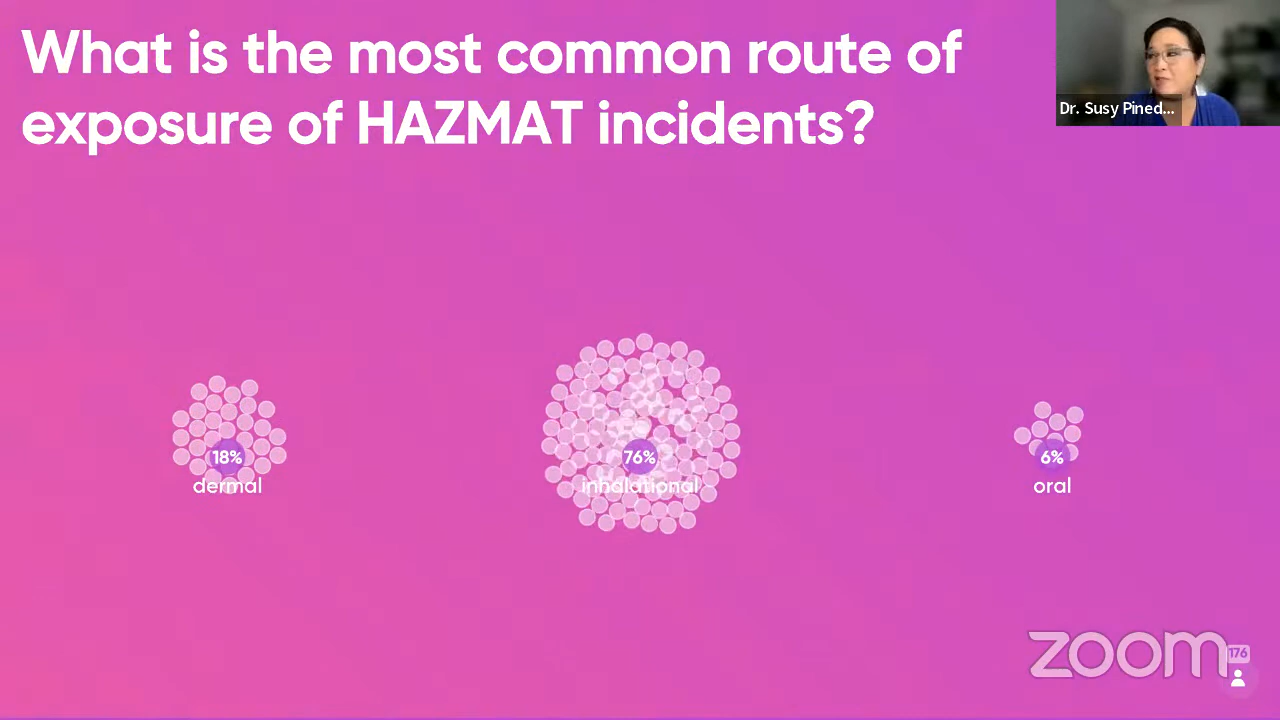 What is the most common route of
exposure of HAZMAT incidents?
Dr. Susy Pined...
18%
dermal
76%
inhalational
6%
oral
zoom
176